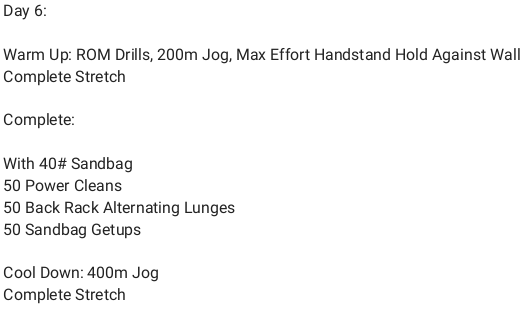 Day 6:
Warm Up: ROM Drills, 200m Jog, Max Effort Handstand Hold Against Wall
Complete Stretch
Complete:
With 40# Sandbag
50 Power Cleans
50 Back Rack Alternating Lunges
50 Sandbag Getups
Cool Down: 400m Jog
Complete Stretch